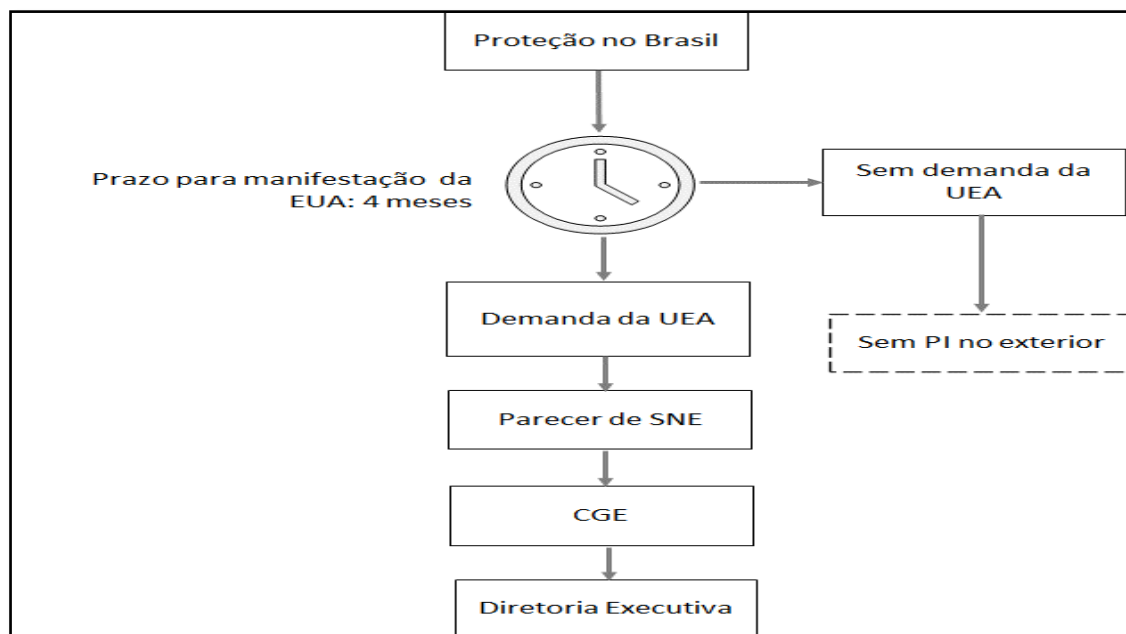 Proteção no Brasil
Prazo para manifestação da
EUA: 4 meses
Sem demanda da
UEA
Demanda da UEA
Sem PI no exterior
Parecer de SNE
CGE
Diretoria Executiva